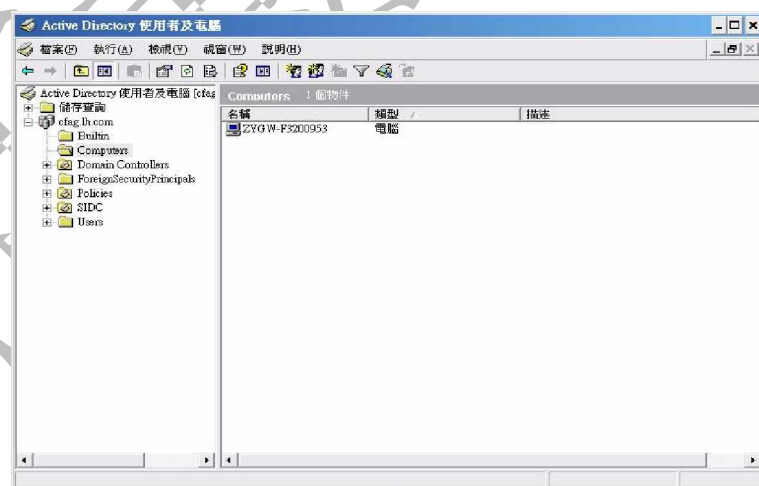 Active Directory 使用者及電腦
檔案(F) 執行(A) 檢視(V) 視窗(W) 說明(H)
Active Directory 使用者及電腦 [cfag
儲存查詢
cfag.lh.com
Builtin
Computers
Domain Controllers
ForeignSecurityPrincipals
Policies
SIDC
Users
Computers 1 個物件
名稱 類型 描述
ZYGW-F3200953 電腦